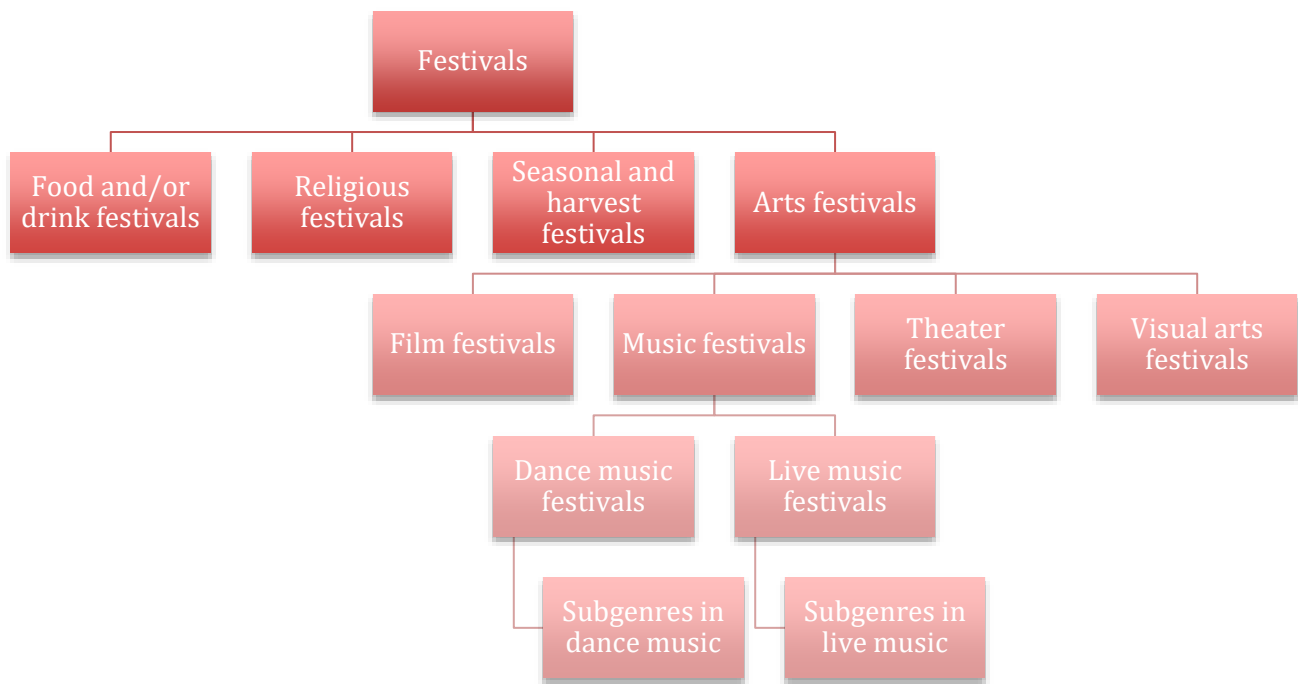 Festivals
Food and/or
drink festivals
Religious
festivals
Seasonal and
harvest
festivals
Arts festivals
Film festivals
Music festivals
Theater
festivals
Visual arts
festivals
Dance music
festivals
Live music
festivals
Subgenres in
dance music
Subgenres in
live music